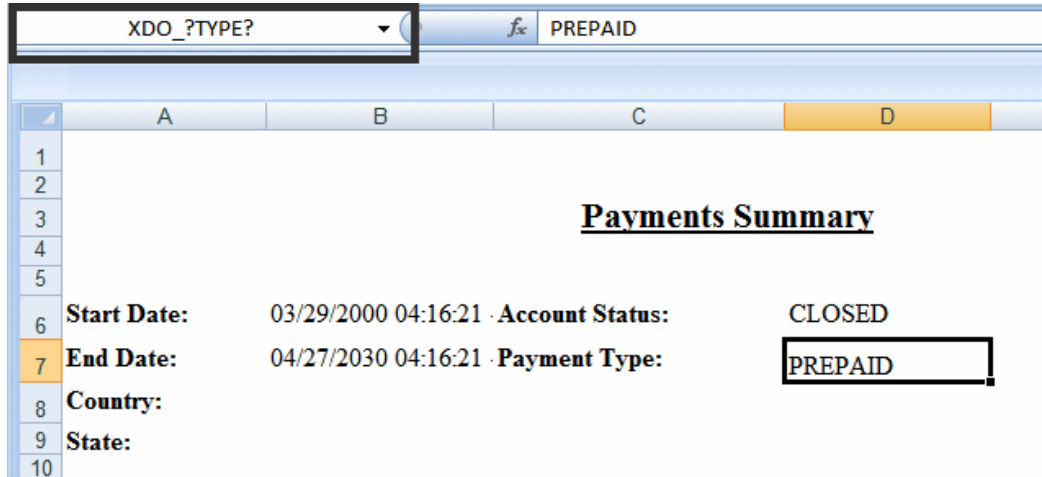 XDO_?TYPE? fx PREPAID
A B C D
1
2
3 Payments Summary
4
5
6 Start Date: 03/29/2000 04:16:21 - Account Status: CLOSED
7 End Date: 04/27/2030 04:16:21 - Payment Type: PREPAID
8 Country:
9 State:
10